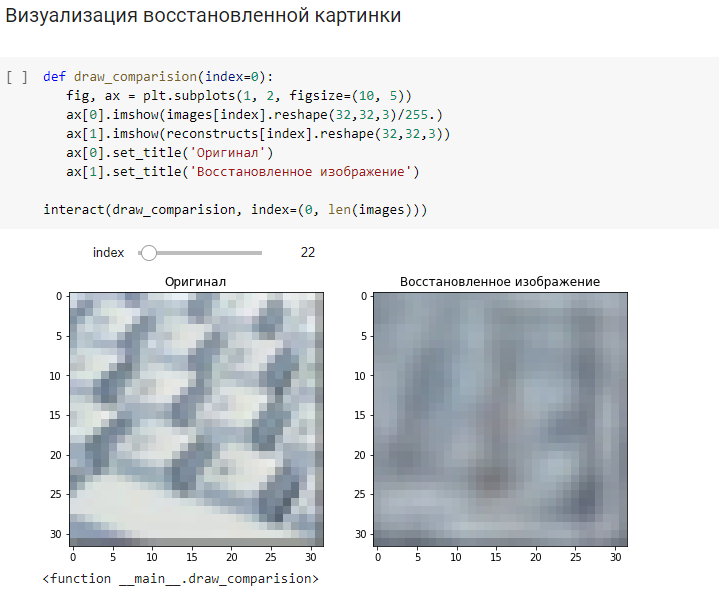 Визуализация восстановленной картинки
[ ] def draw_comparision(index=0):
fig, ax = plt.subplots(1, 2, figsize=(10, 5))
ax[0].imshow(images[index].reshape(32,32,3)/255.)
ax[1].imshow(reconstructs[index].reshape(32,32,3))
ax[0].set_title('Оригинал')
ax[1].set_title('Восстановленное изображение')
interact(draw_comparision, index=(0, len(images)))
index 22
Оригинал
0
5
10
15
20
25
30
0 5 10 15 20 25 30
Восстановленное изображение
0
5
10
15
20
25
30
0 5 10 15 20 25 30
<function __main__.draw_comparision>